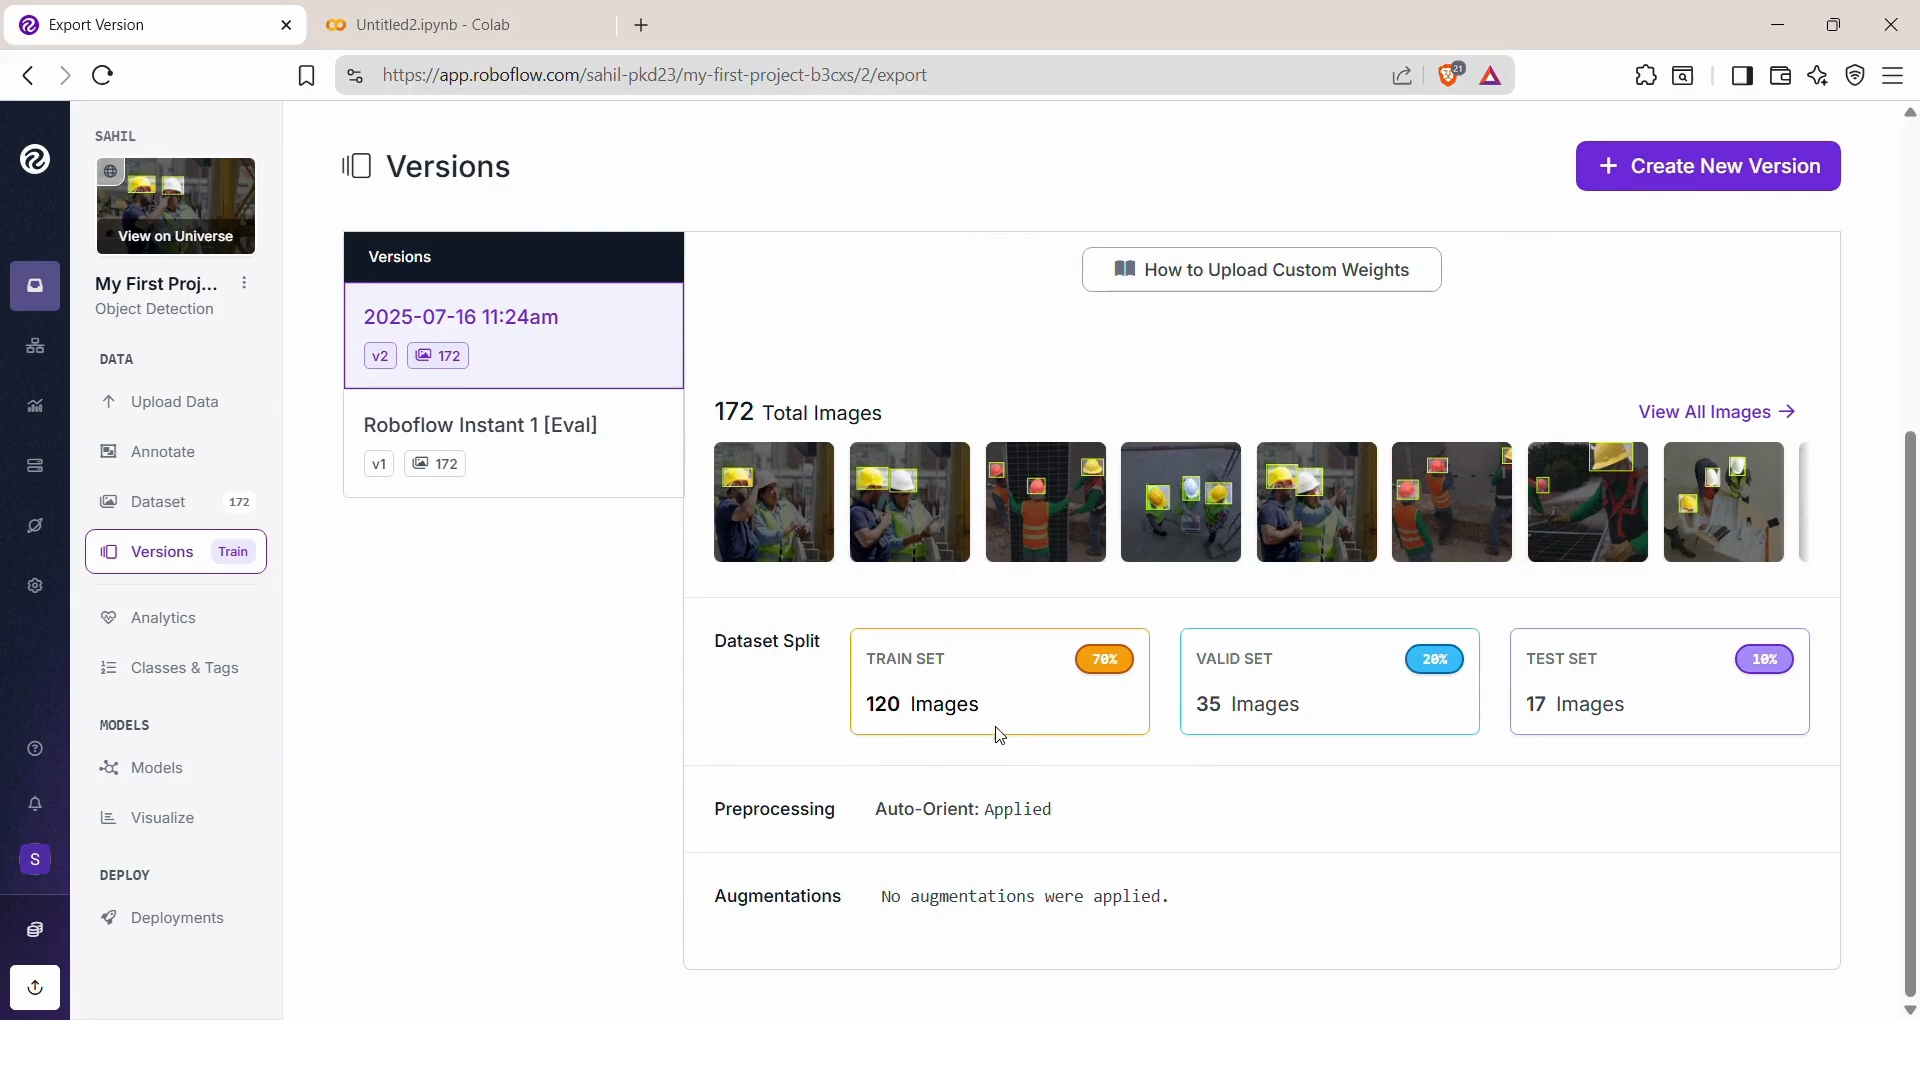 Export Version
Untitled2.ipynb - Colab
https://app.roboflow.com/sahil-pkd23/my-first-project-b3cxs/2/export
21
SAHIL
View on Universe
My First Proj...
Object Detection
DATA
Upload Data
Annotate
Dataset 172
Versions Train
Analytics
Classes & Tags
MODELS
Models
Visualize
DEPLOY
Deployments
S
Versions
Create New Version
Versions
2025-07-16 11:24am
v2 172
Roboflow Instant 1 [Eval]
v1 172
How to Upload Custom Weights
172 Total Images
View All Images
Dataset Split
TRAIN SET 70%
120 Images
VALID SET 20%
35 Images
TEST SET 10%
17 Images
Preprocessing Auto-Orient: Applied
Augmentations No augmentations were applied.